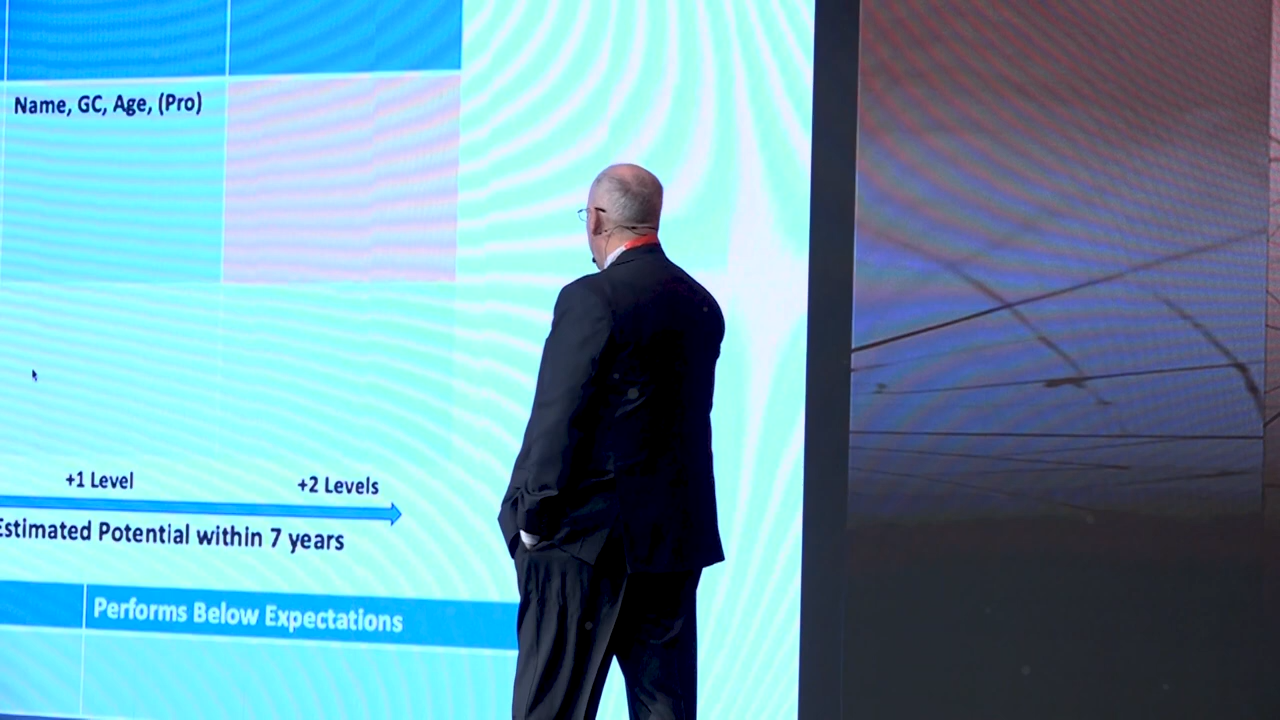 Name, GC, Age, (Pro)
+1 Level
+2 Levels
Estimated Potential within 7 years
Performs Below Expectations